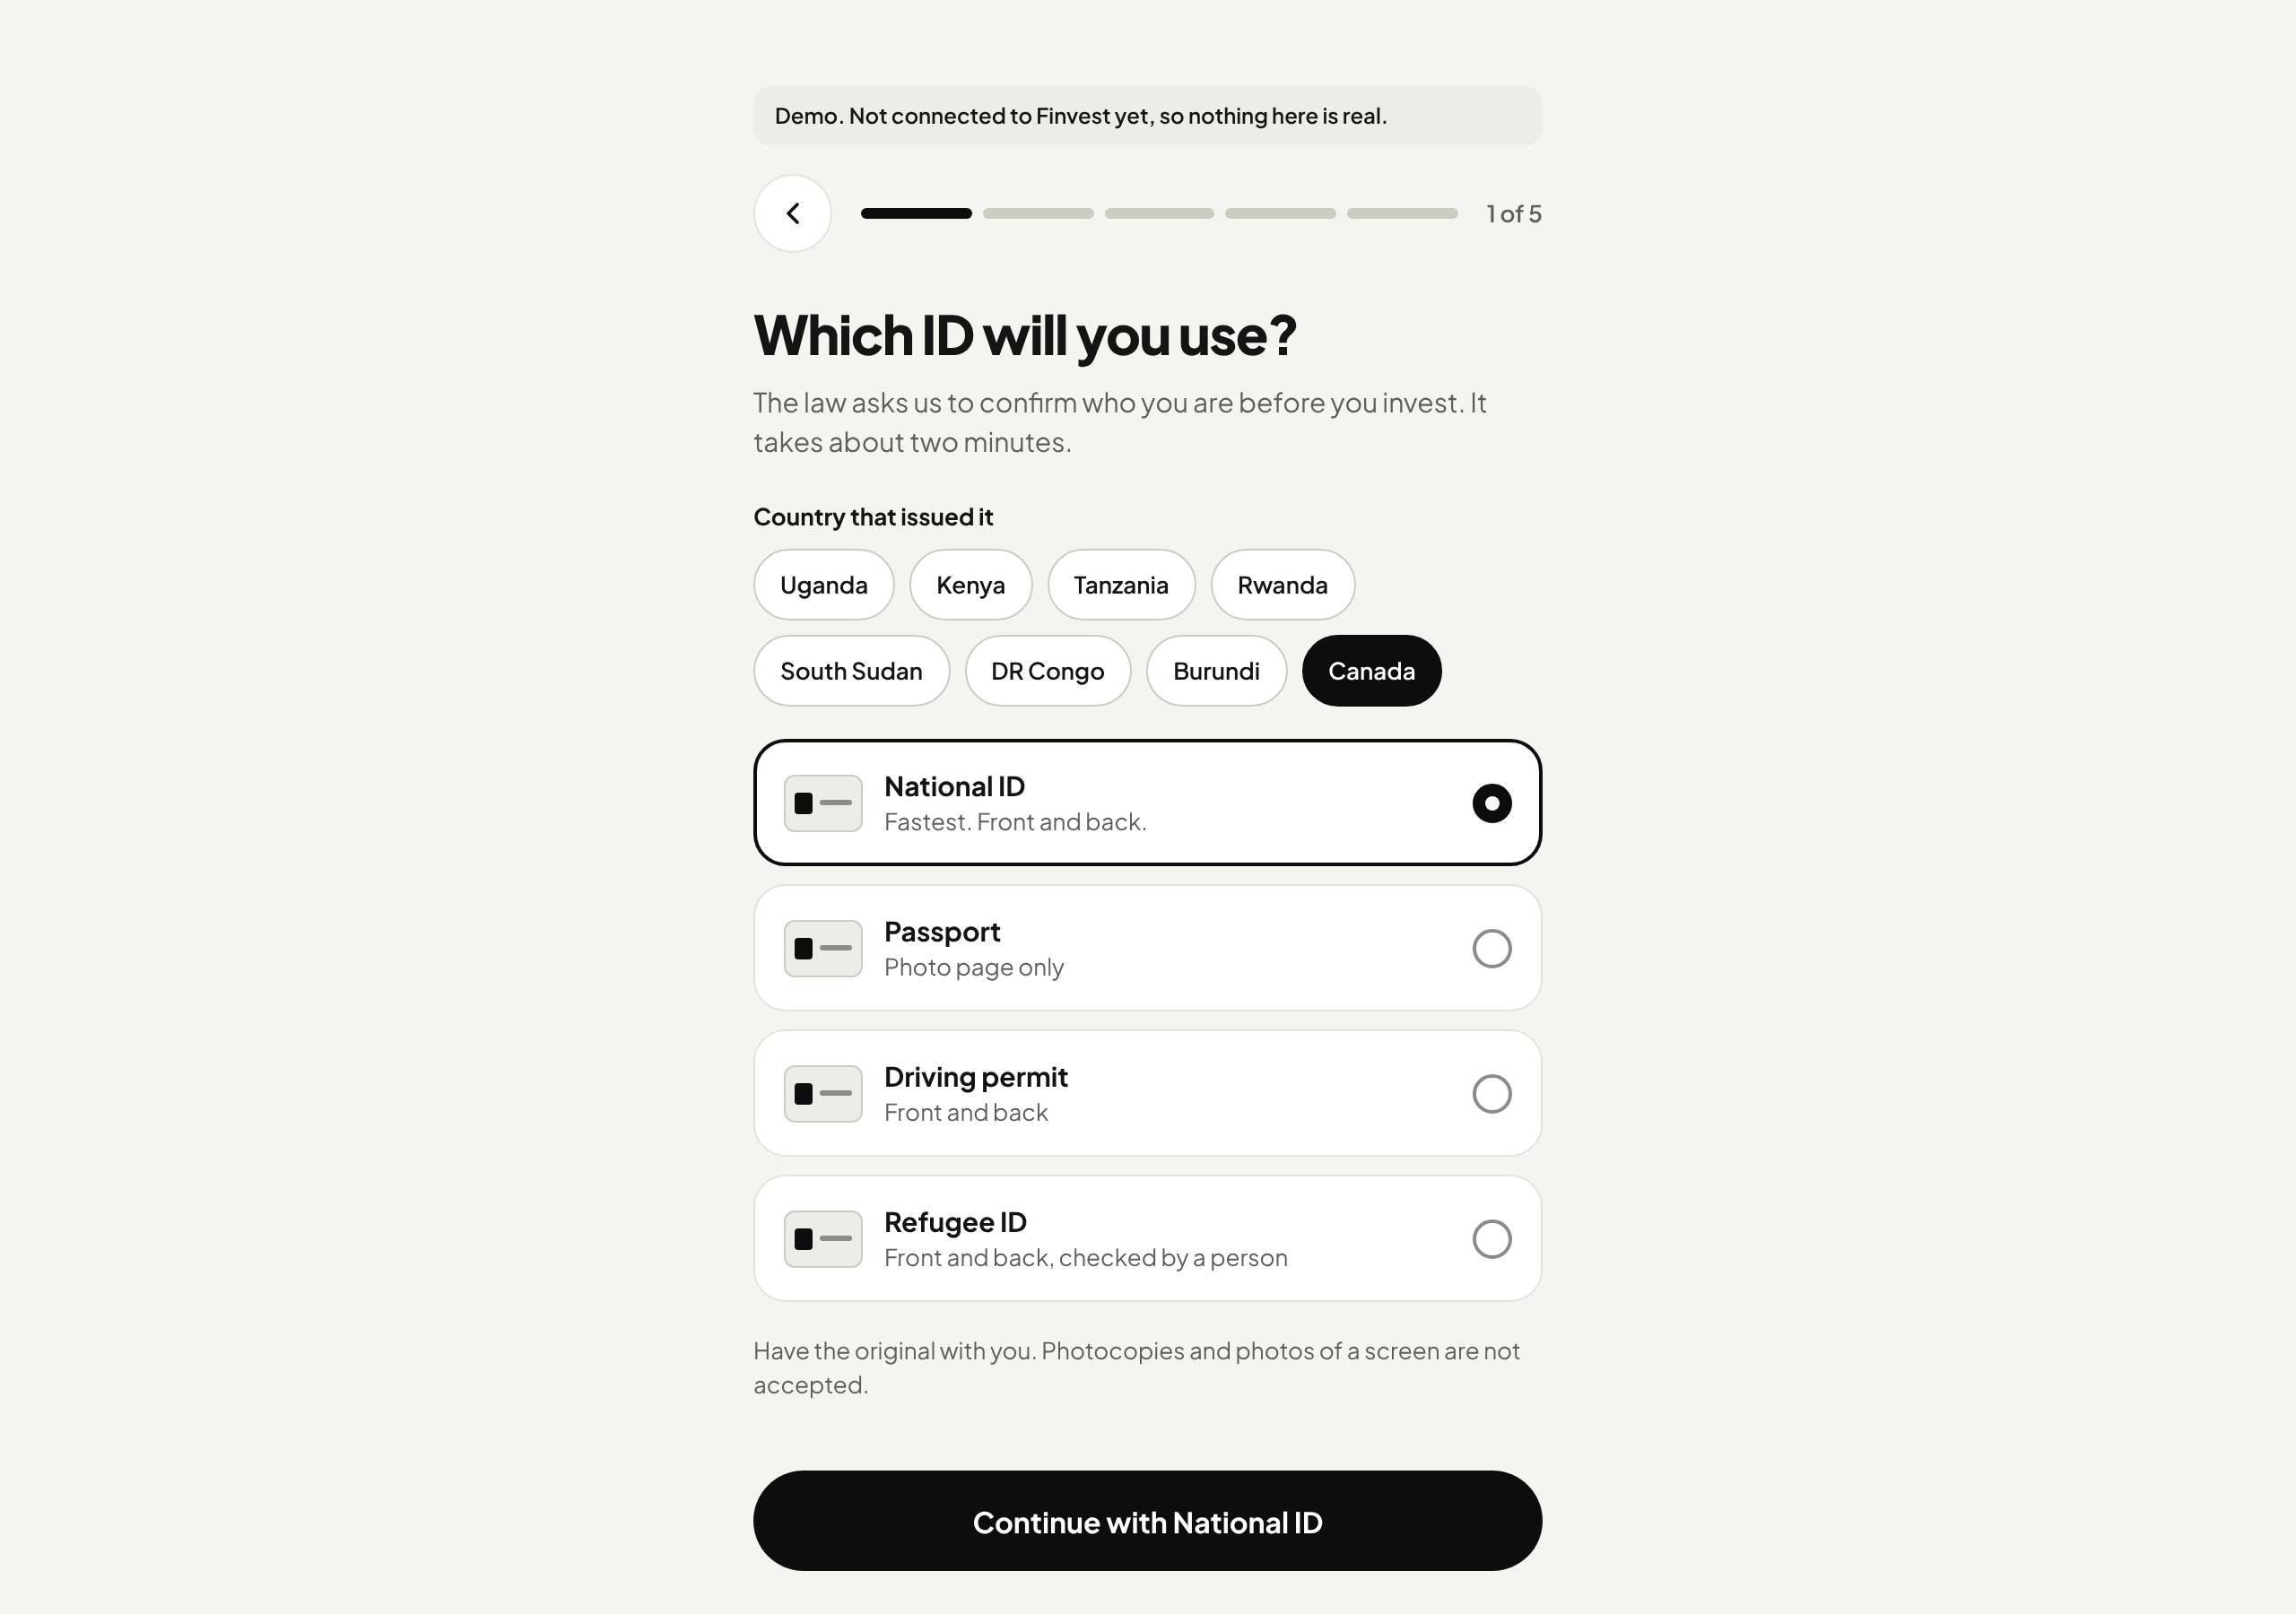 Demo. Not connected to Finvest yet, so nothing here is real.
1 of 5
Which ID will you use?
The law asks us to confirm who you are before you invest. It
takes about two minutes.
Country that issued it
Uganda Kenya Tanzania Rwanda
South Sudan DR Congo Burundi Canada
National ID
Fastest. Front and back.
Passport
Photo page only
Driving permit
Front and back
Refugee ID
Front and back, checked by a person
Have the original with you. Photocopies and photos of a screen are not
accepted.
Continue with National ID